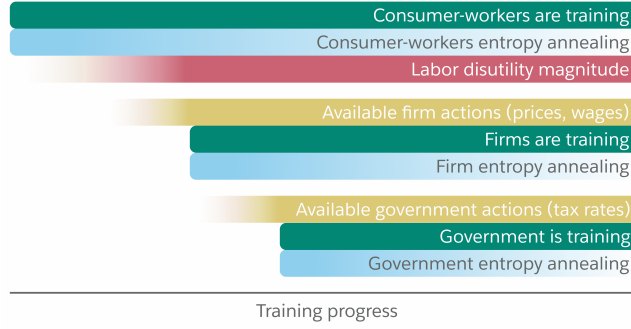 Consumer-workers are training
Consumer-workers entropy annealing
Labor disutility magnitude
Available firm actions (prices, wages)
Firms are training
Firm entropy annealing
Available government actions (tax rates)
Government is training
Government entropy annealing
Training progress